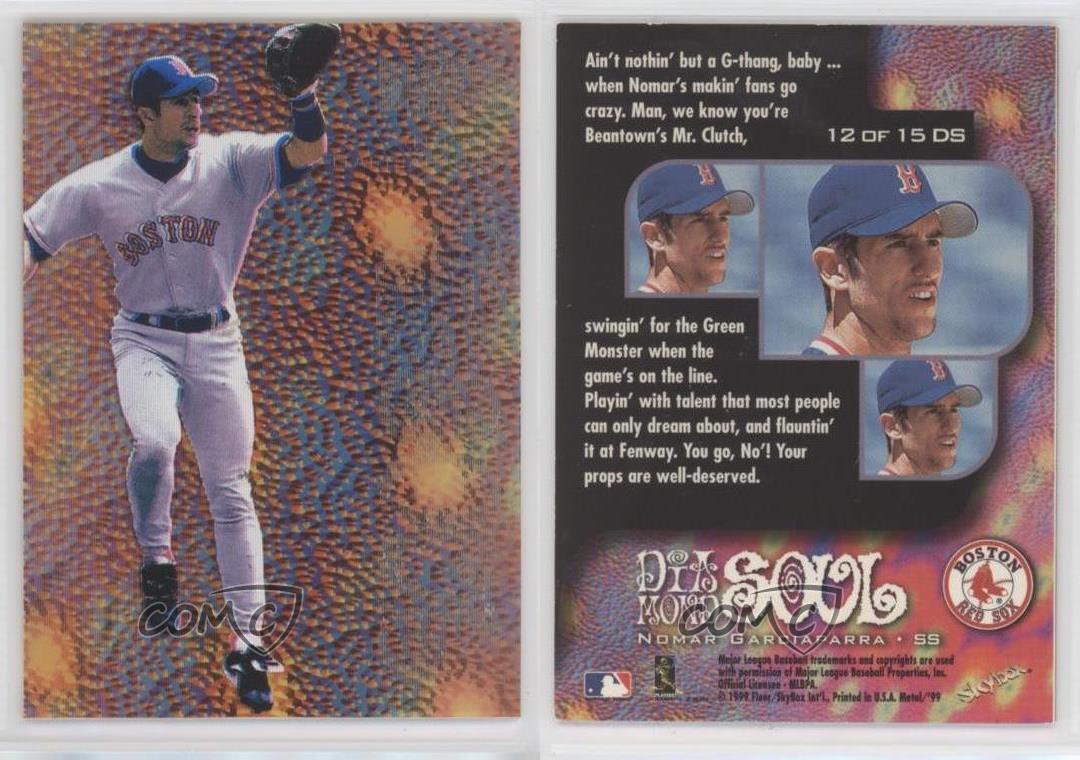 BOSTON
COMC
Ain't nothin' but a G-thang, baby ...
when Nomar's makin' fans go
crazy. Man, we know you're
Beantown's Mr. Clutch,
12 OF 15 DS
B
B
B
swingin' for the Green
Monster when the
game's on the line.
Playin' with talent that most people
can only dream about, and flauntin'
it at Fenway. You go, No'! Your
props are well-deserved.
DIA
MOND SOUL
BOSTON
RED SOX
COMC
NOMAR GARCIAPARRA • SS
Major League Baseball trademarks and copyrights are used
with permission of Major League Baseball Properties, Inc.
Official Licensee - MLBPA.
© 1999 Fleer/SkyBox Int'l., Printed in U.S.A. Metal/'99
SkyBox